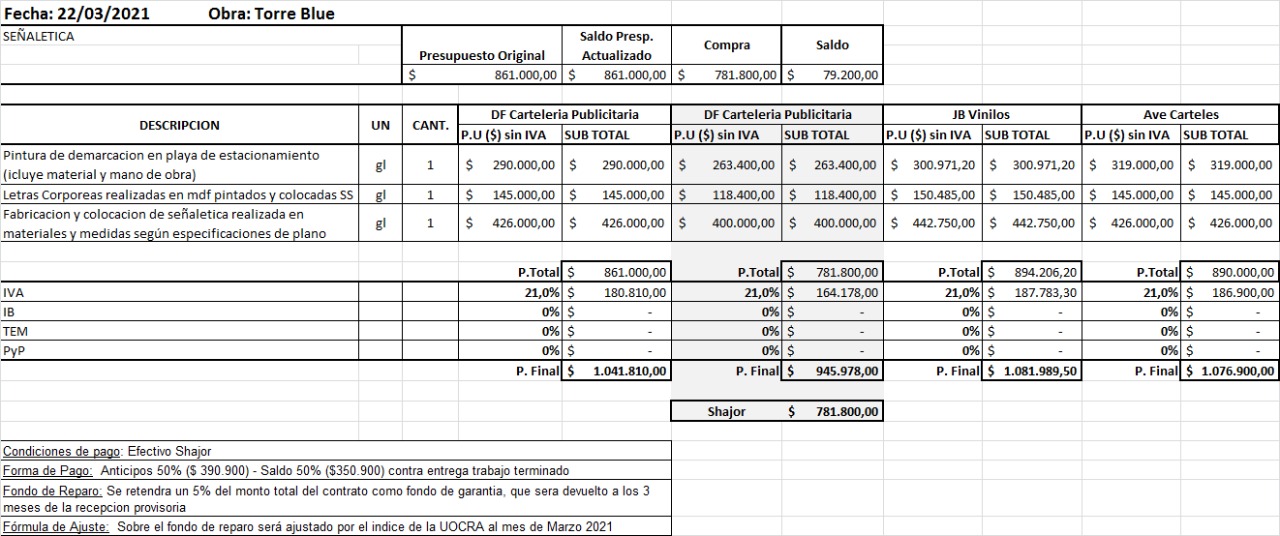 Fecha: 22/03/2021 Obra: Torre Blue
SEÑALETICA
Presupuesto Original Saldo Presp. Actualizado Compra Saldo
$ 861.000,00 $ 861.000,00 $ 781.800,00 $ 79.200,00
DESCRIPCION UN CANT. DF Carteleria Publicitaria DF Carteleria Publicitaria JB Vinilos Ave Carteles
P.U ($) sin IVA SUB TOTAL P.U ($) sin IVA SUB TOTAL P.U ($) sin IVA SUB TOTAL P.U ($) sin IVA SUB TOTAL
Pintura de demarcacion en playa de estacionamiento
(icluye material y mano de obra) gl 1 $ 290.000,00 $ 290.000,00 $ 263.400,00 $ 263.400,00 $ 300.971,20 $ 300.971,20 $ 319.000,00 $ 319.000,00
Letras Corporeas realizadas en mdf pintados y colocadas SS gl 1 $ 145.000,00 $ 145.000,00 $ 118.400,00 $ 118.400,00 $ 150.485,00 $ 150.485,00 $ 145.000,00 $ 145.000,00
Fabricacion y colocacion de señaletica realizada en
materiales y medidas según especificaciones de plano gl 1 $ 426.000,00 $ 426.000,00 $ 400.000,00 $ 400.000,00 $ 442.750,00 $ 442.750,00 $ 426.000,00 $ 426.000,00
P.Total $ 861.000,00 P.Total $ 781.800,00 P.Total $ 894.206,20 P.Total $ 890.000,00
IVA 21,0% $ 180.810,00 21,0% $ 164.178,00 21,0% $ 187.783,30 21,0% $ 186.900,00
IB 0% $ - 0% $ - 0% $ - 0% $ -
TEM 0% $ - 0% $ - 0% $ - 0% $ -
PyP 0% $ - 0% $ - 0% $ - 0% $ -
P. Final $ 1.041.810,00 P. Final $ 945.978,00 P. Final $ 1.081.989,50 P. Final $ 1.076.900,00
Shajor $ 781.800,00
Condiciones de pago: Efectivo Shajor
Forma de Pago: Anticipos 50% ($ 390.900) - Saldo 50% ($350.900) contra entrega trabajo terminado
Fondo de Reparo: Se retendra un 5% del monto total del contrato como fondo de garantia, que sera devuelto a los 3
meses de la recepcion provisoria
Fórmula de Ajuste: Sobre el fondo de reparo será ajustado por el indice de la UOCRA al mes de Marzo 2021